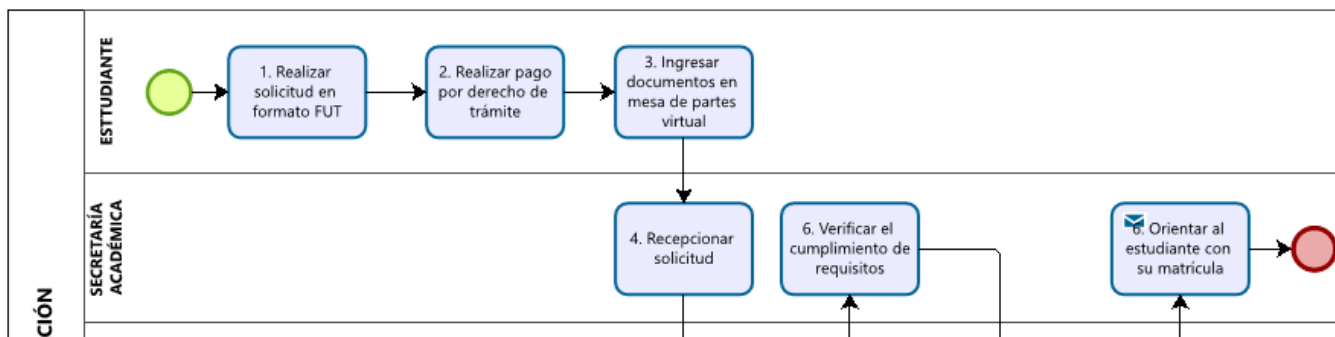 ESTTUDIANTE
1. Realizar
solicitud en
formato FUT
2. Realizar pago
por derecho de
trámite
3. Ingresar
documentos en
mesa de partes
virtual
SECRETARÍA
ACADÉMICA
4. Recepcionar
solicitud
6. Verificar el
cumplimiento de
requisitos
6. Orientar al
estudiante con
su matrícula
CIÓN